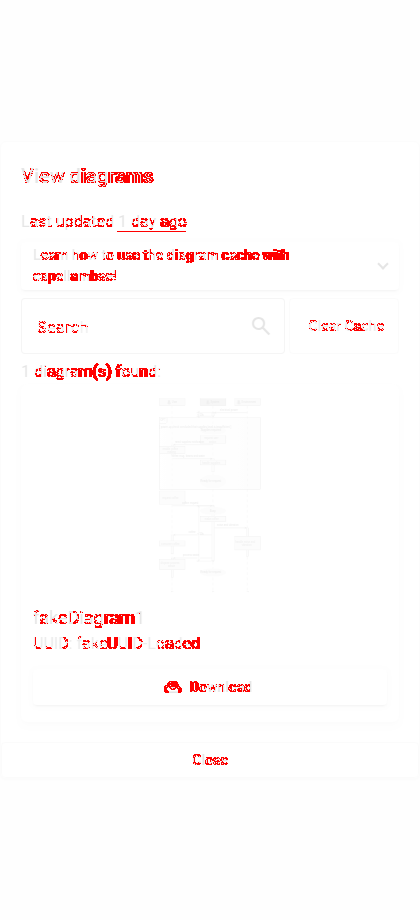 View diagrams
Last updated 1 day ago
Learn how to use the diagram cache with
capellambse!
Search
Clear Cache
1 diagram(s) found:
fakeDiagram1
UUID: fakeUUID Loaded
Download
Close